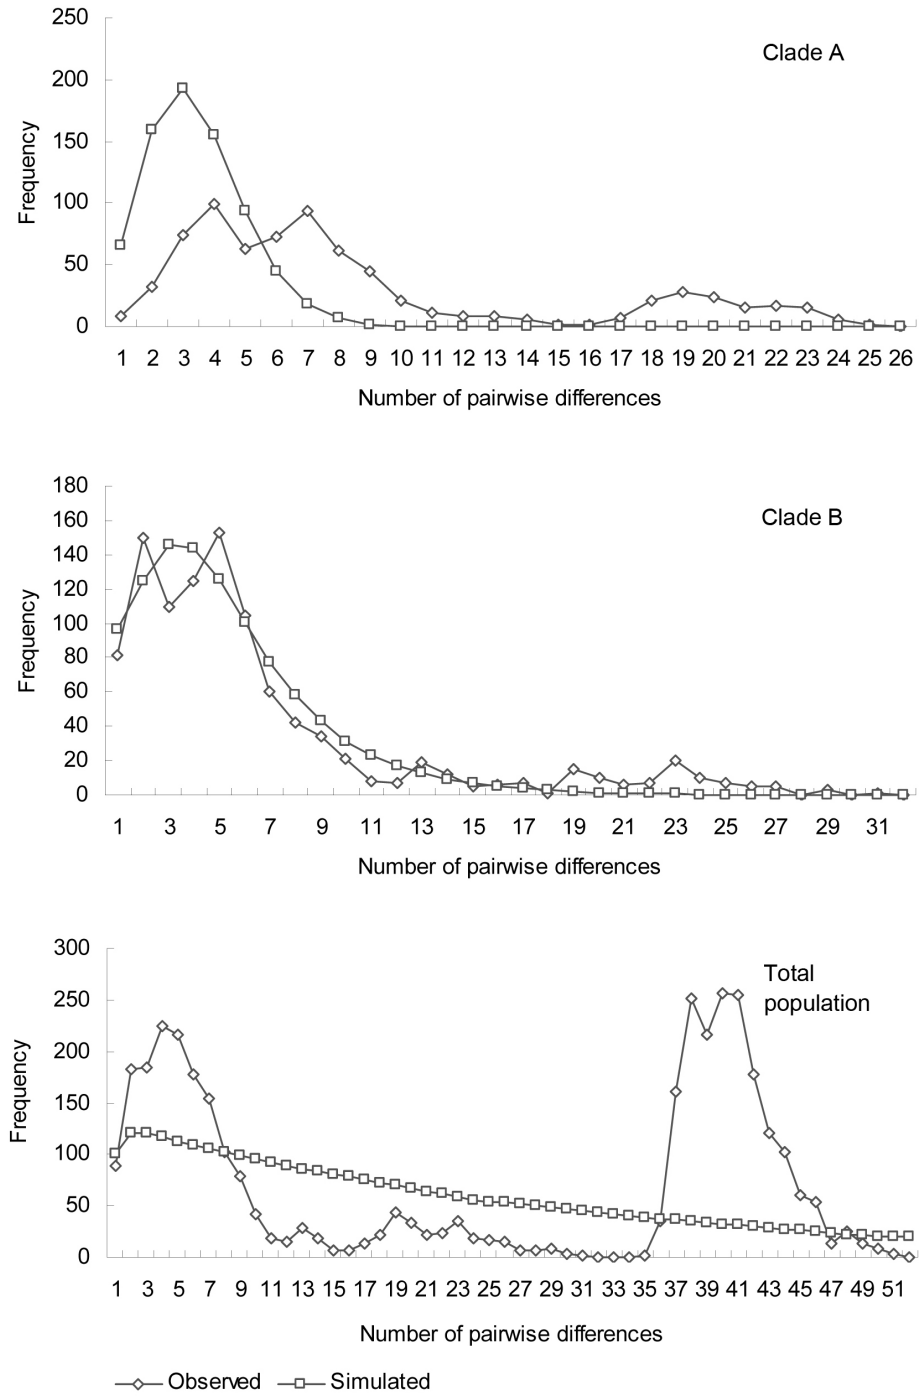 250
Clade A
200
150
100
50
0
Frequency
1 2 3 4 5 6 7 8 9 10 11 12 13 14 15 16 17 18 19 20 21 22 23 24 25 26
Number of pairwise differences
180
Clade B
160
140
120
100
80
60
40
20
0
Frequency
1 3 5 7 9 11 13 15 17 19 21 23 25 27 29 31
Number of pairwise differences
300
Total
population
250
200
150
100
50
0
Frequency
1 3 5 7 9 11 13 15 17 19 21 23 25 27 29 31 33 35 37 39 41 43 45 47 49 51
Number of pairwise differences
Observed Simulated